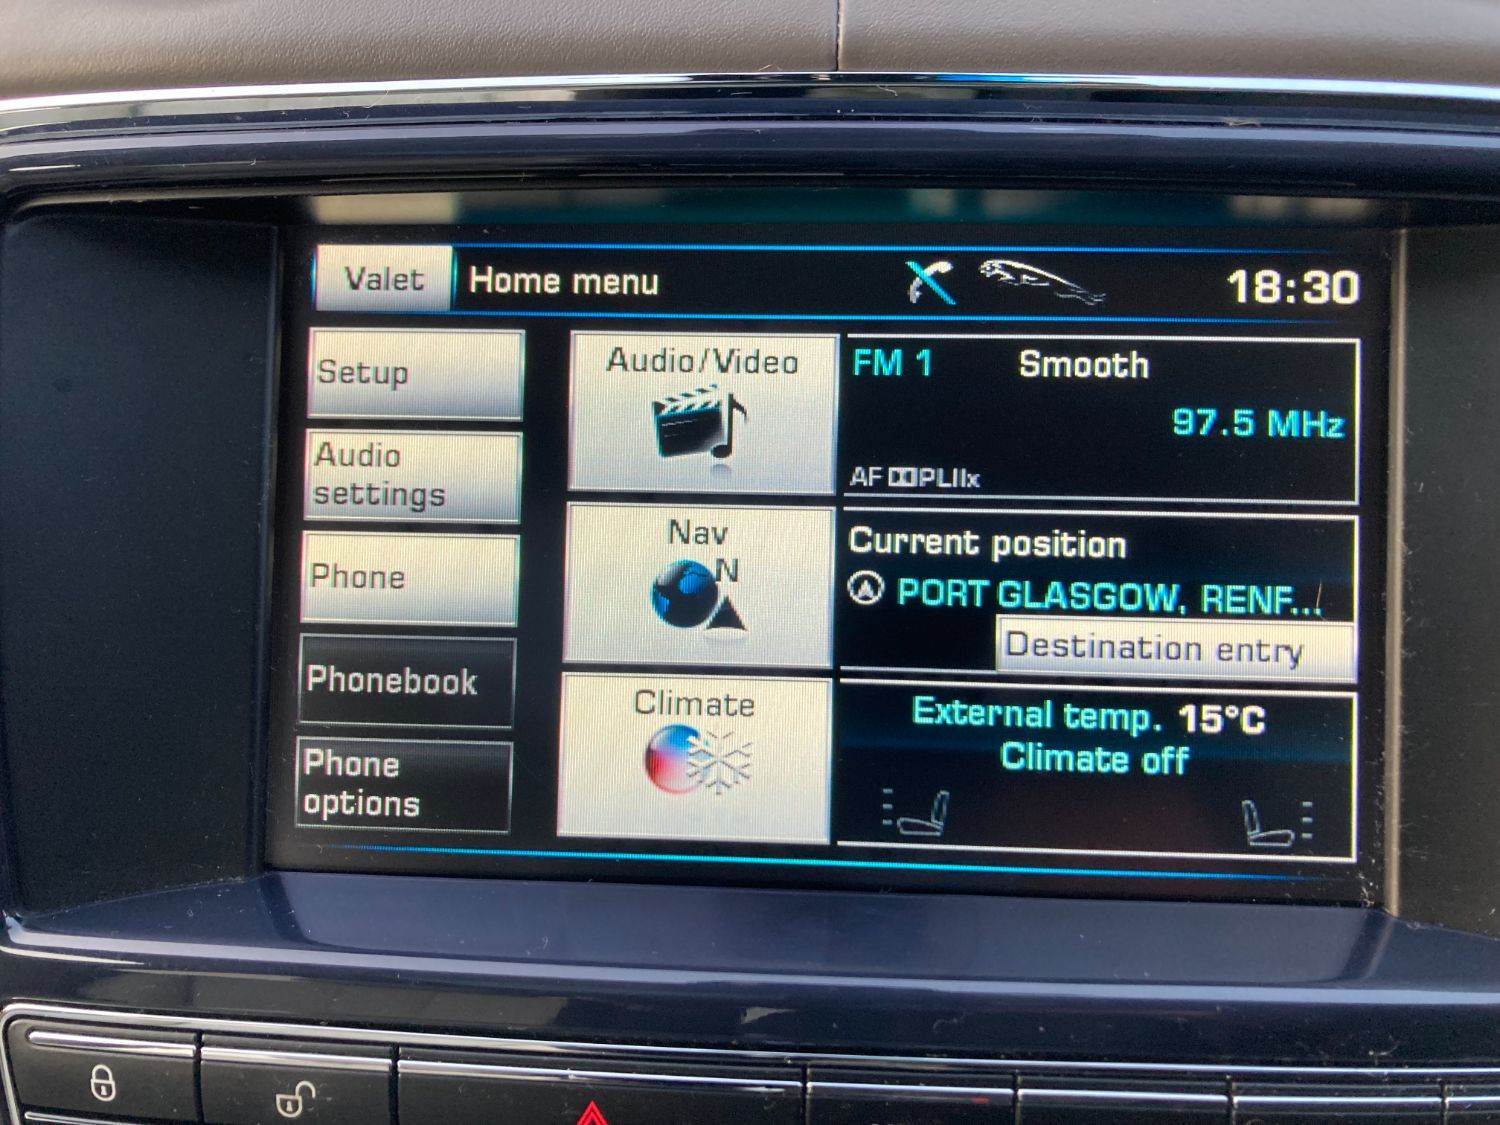 Valet
Home menu
18:30
Setup
Audio
settings
Phone
Phonebook
Phone
options
Audio/Video
Nav
N
Climate
FM 1
Smooth
97.5 MHz
AF PLIIx
Current position
PORT GLASGOW, RENF...
Destination entry
External temp. 15°C
Climate off